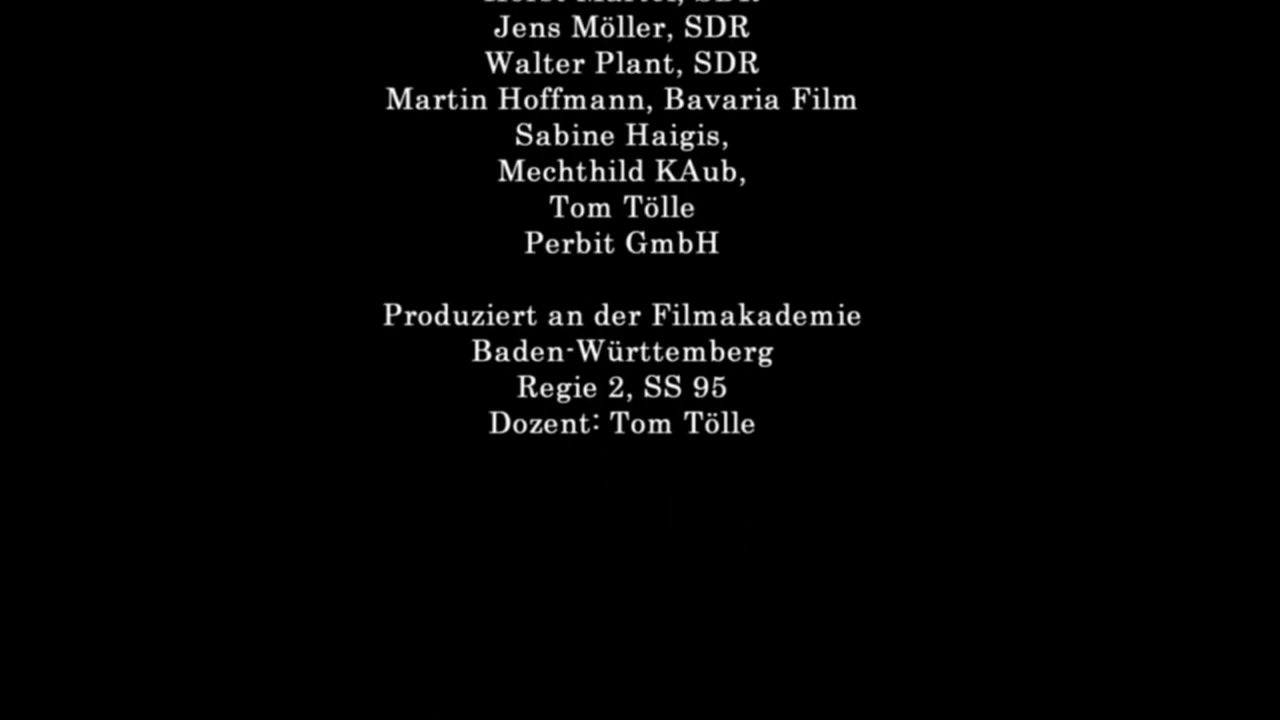 Jens Möller, SDR
Walter Plant, SDR
Martin Hoffmann, Bavaria Film
Sabine Haigis,
Mechthild KAub,
Tom Tölle
Perbit GmbH
Produziert an der Filmakademie
Baden-Württemberg
Regie 2, SS 95
Dozent: Tom Tölle